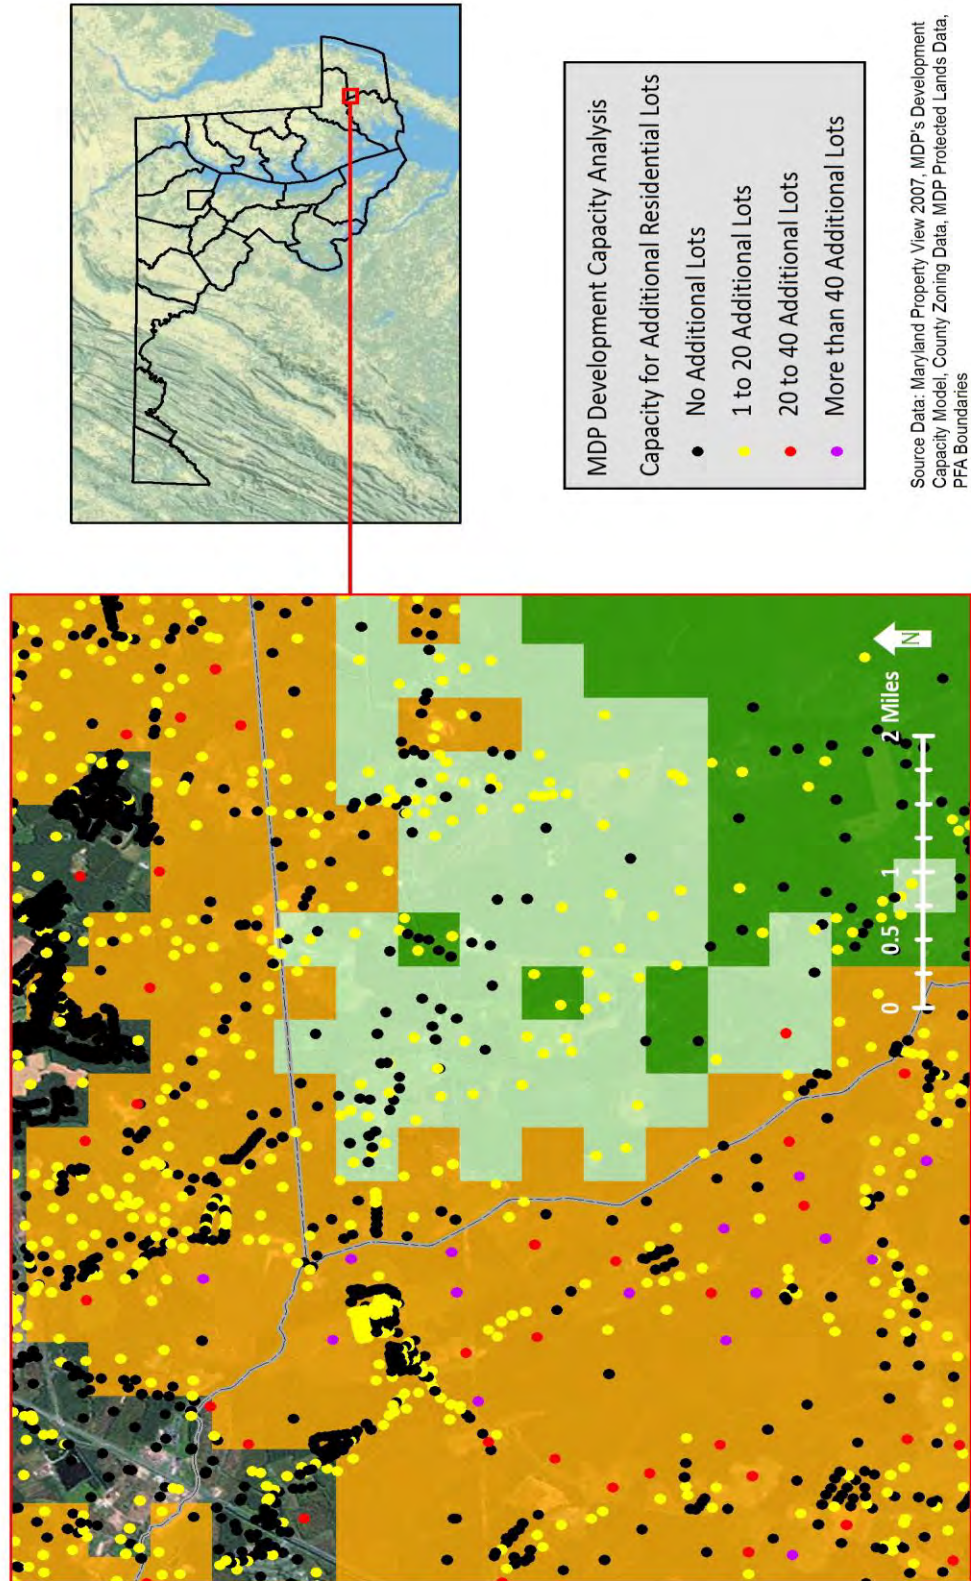 MDP Development Capacity Analysis
Capacity for Additional Residential Lots
No Additional Lots
1 to 20 Additional Lots
20 to 40 Additional Lots
More than 40 Additional Lots
Source Data: Maryland Property View 2007, MDP's Development
Capacity Model, County Zoning Data, MDP Protected Lands Data,
PFA Boundaries
N
0 0.5 1 2 Miles